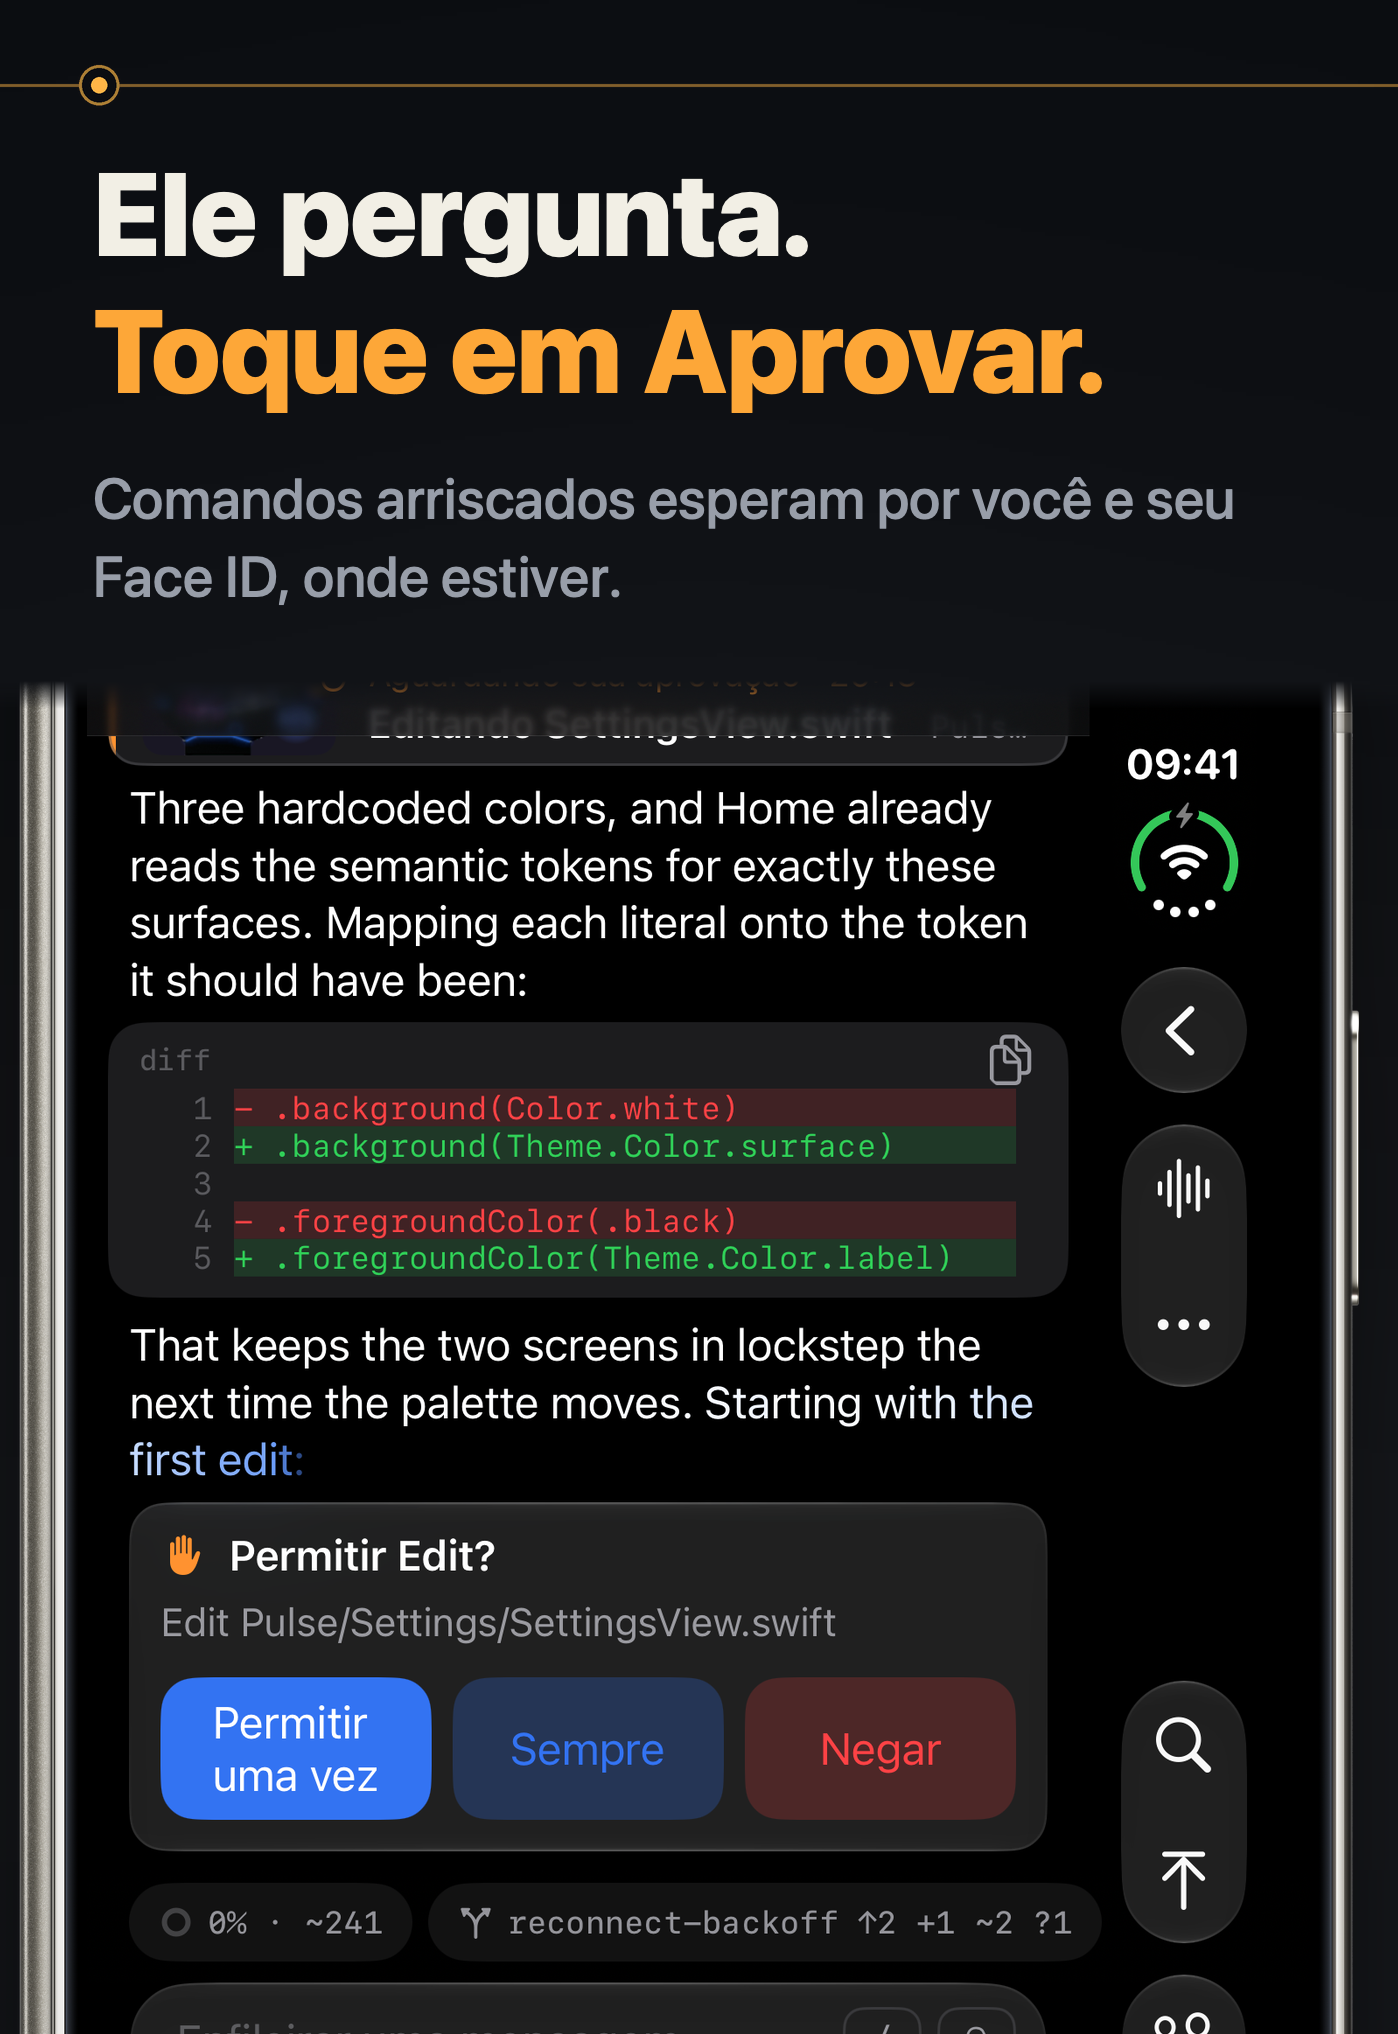 Ele pergunta.
Toque em Aprovar.
Comandos arriscados esperam por você e seu
Face ID, onde estiver.
Editando SettingsView.swift
09:41
Three hardcoded colors, and Home already
reads the semantic tokens for exactly these
surfaces. Mapping each literal onto the token
it should have been:
diff
1 - .background(Color.white)
2 + .background(Theme.Color.surface)
3
4 - .foregroundColor(.black)
5 + .foregroundColor(Theme.Color.label)
That keeps the two screens in lockstep the
next time the palette moves. Starting with the
first edit:
Permitir Edit?
Edit Pulse/Settings/SettingsView.swift
Permitir
uma vez
Sempre
Negar
0% · ~241
reconnect-backoff ↑2 +1 ~2 ?1